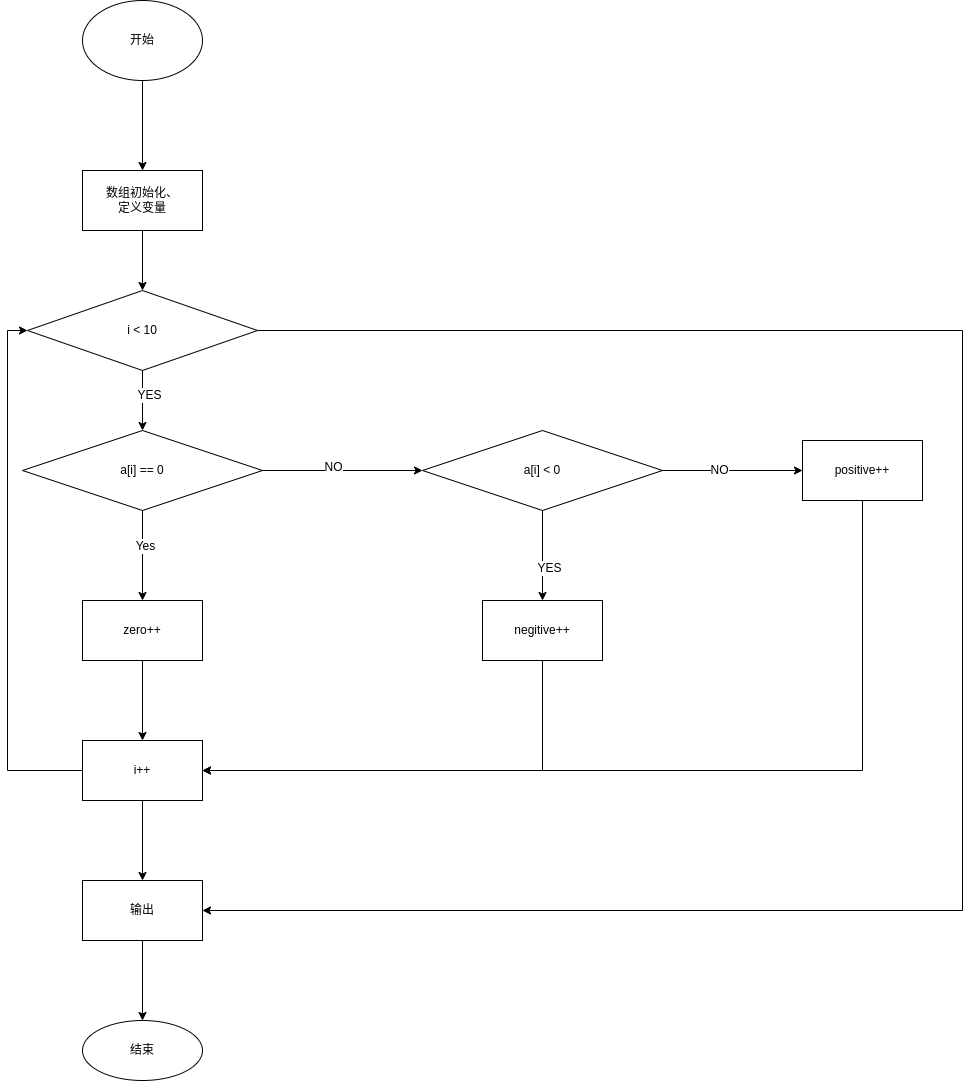 开始
数组初始化、
定义变量
i < 10
YES
a[i] == 0
NO
a[i] < 0
NO
positive++
Yes
YES
zero++
negitive++
i++
输出
结束